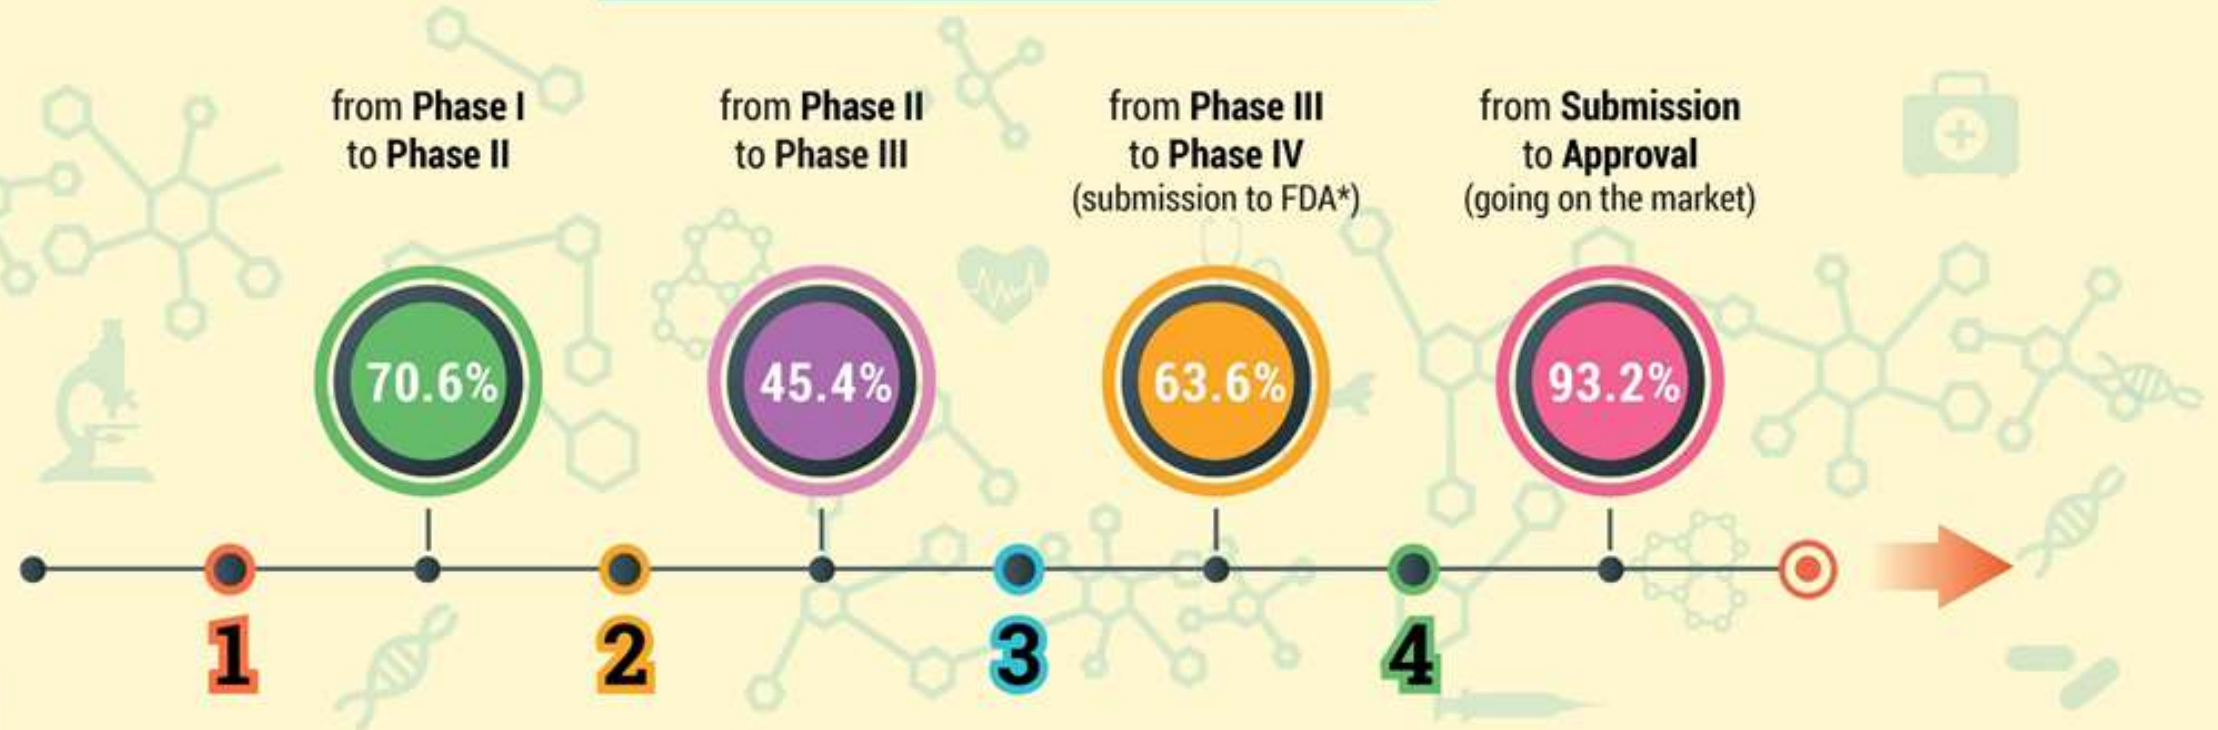 from Phase I
to Phase II
from Phase II
to Phase III
from Phase III
to Phase IV
(submission to FDA*)
from Submission
to Approval
(going on the market)
70.6%
45.4%
63.6%
93.2%
1
2
3
4